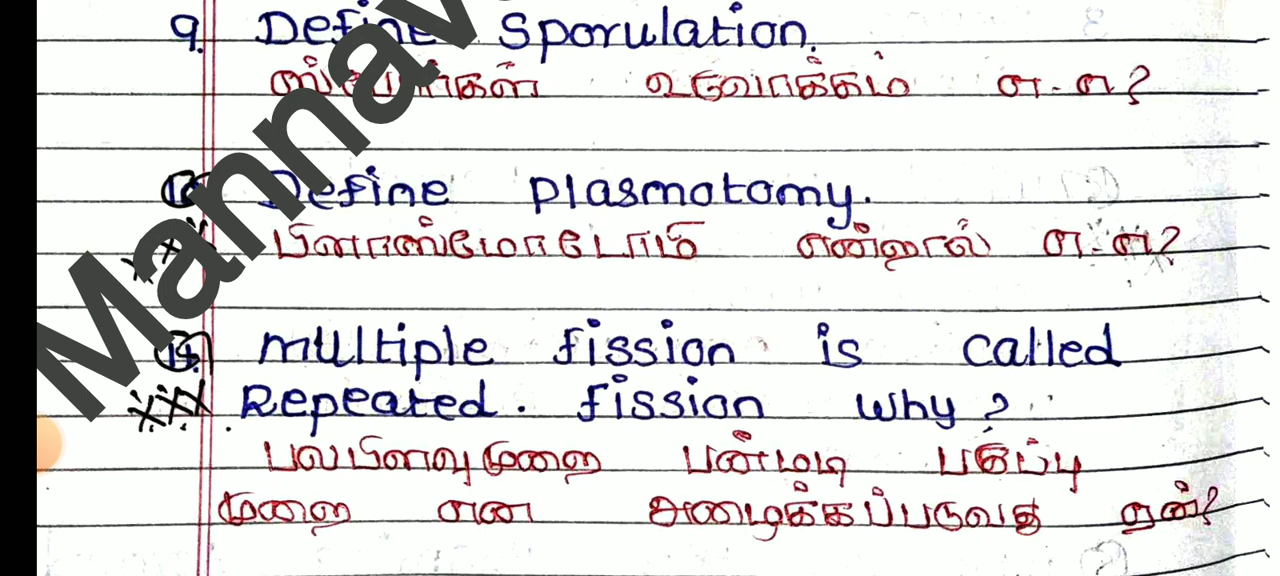 9. Define Sporulation.
ஸ்போர்கள் உருவாக்கம் எ-எ?
Define Plasmotomy.
பிளாஸ்மோடோமி என்றால் எ-எ?
Multiple fission is called
Repeated. fission why?
பலபிளவுமுறை பன்மடி பகுப்பு
முறை என அழைக்கப்படுவது ஏன்?
Mannav